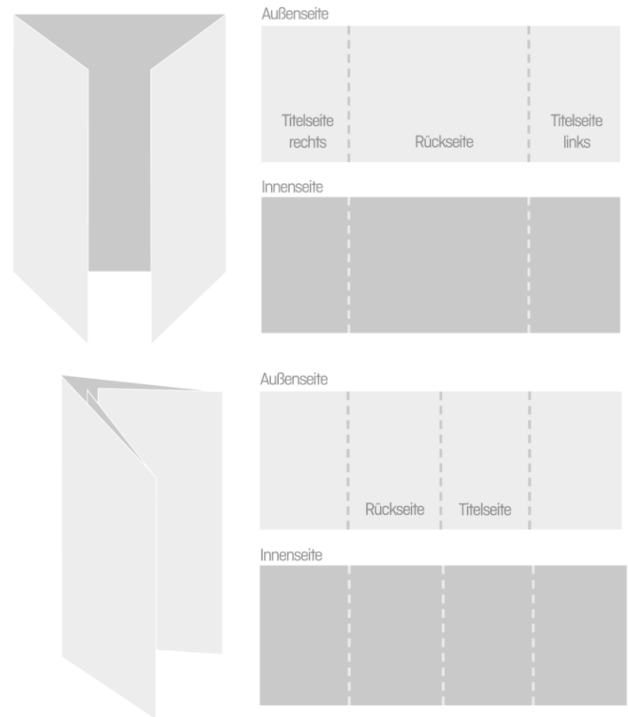 Außenseite
Titelseite
rechts
Rückseite
Titelseite
links
Innenseite
Außenseite
Rückseite
Titelseite
Innenseite